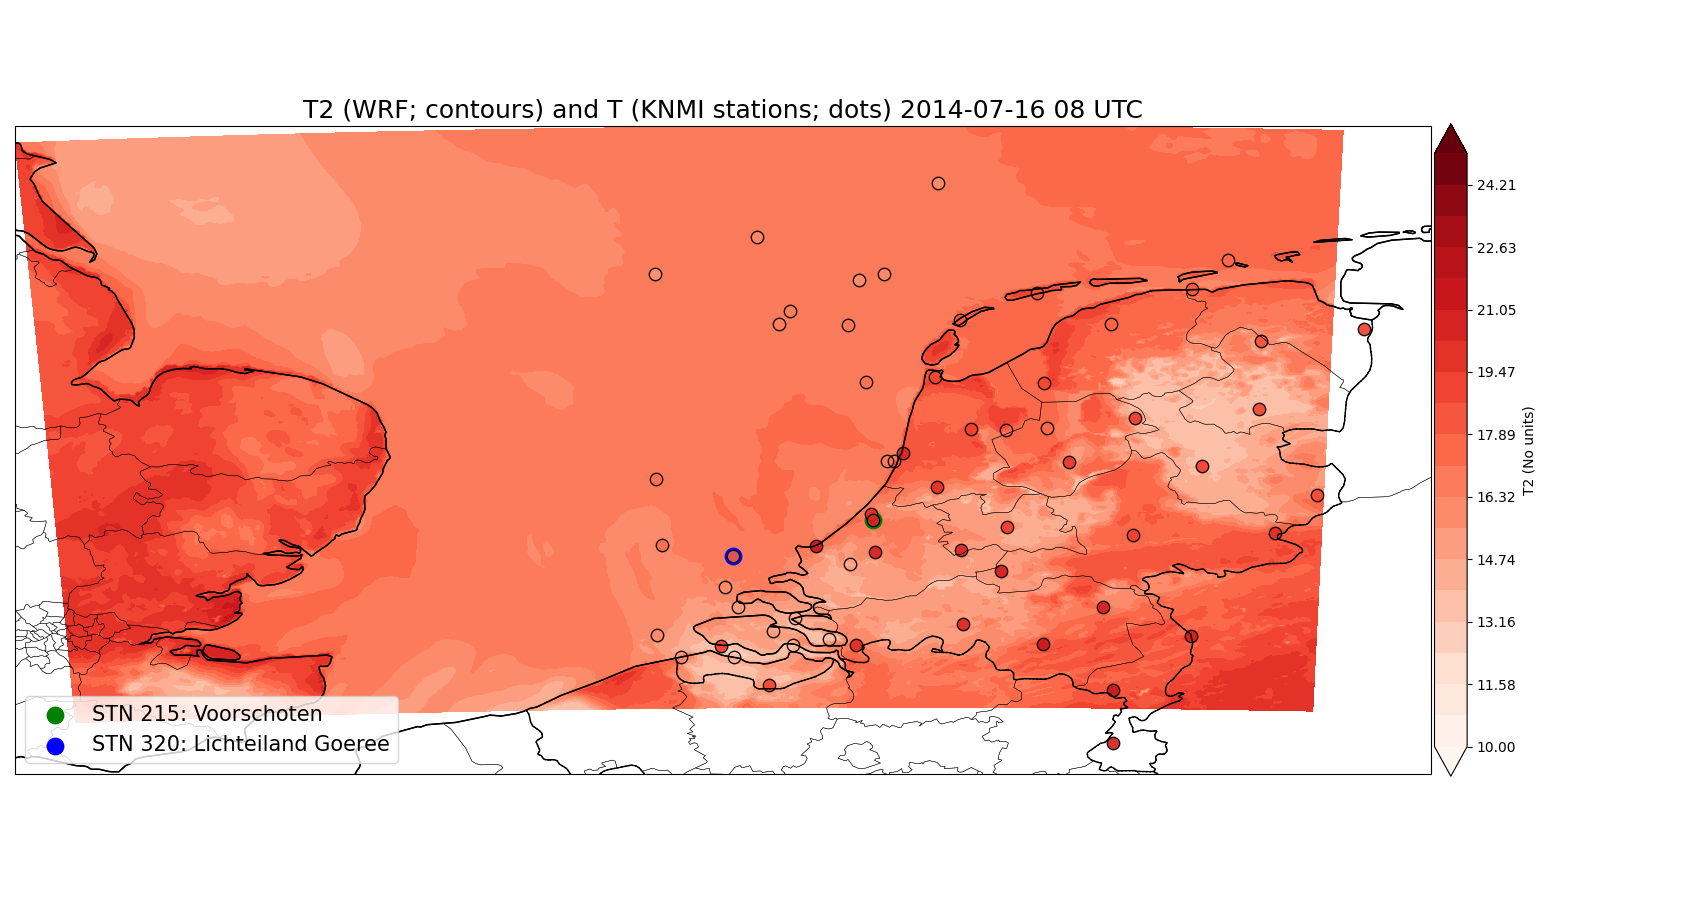 T2 (WRF; contours) and T (KNMI stations; dots) 2014-07-16 08 UTC
24.21
22.63
21.05
19.47
17.89
16.32
14.74
13.16
11.58
10.00
T2 (No units)
STN 215: Voorschoten
STN 320: Lichteiland Goeree